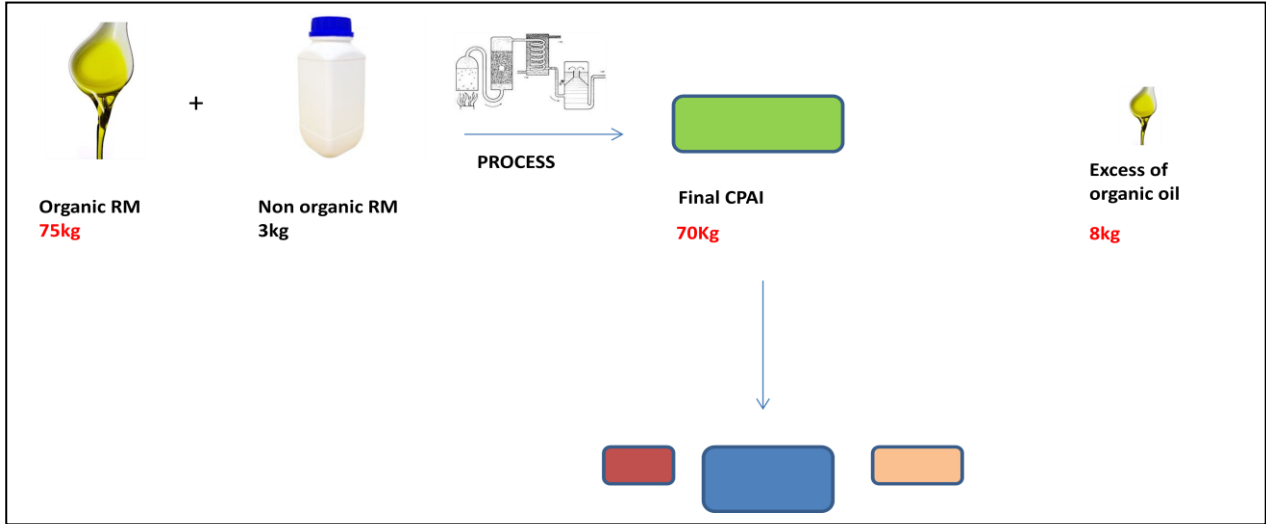 +
PROCESS
Organic RM
75kg
Non organic RM
3kg
Final CPAI
70Kg
Excess of
organic oil
8kg